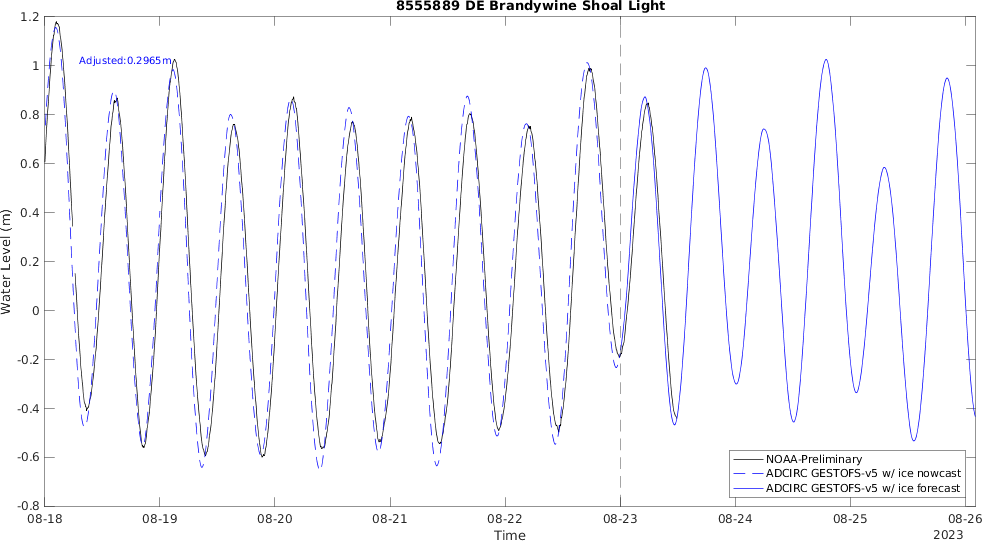 8555889 DE Brandywine Shoal Light
Adjusted:0.2965m
Water Level (m)
1.2
1
0.8
0.6
0.4
0.2
0
-0.2
-0.4
-0.6
-0.8
08-18 08-19 08-20 08-21 08-22 08-23 08-24 08-25 08-26
Time
2023
NOAA-Preliminary
ADCIRC GESTOFS-v5 w/ ice nowcast
ADCIRC GESTOFS-v5 w/ ice forecast